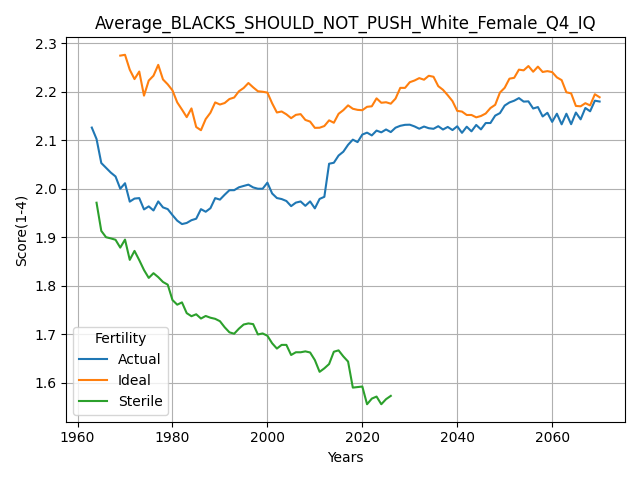 Average_BLACKS_SHOULD_NOT_PUSH_White_Female_Q4_IQ
Score(1-4)
2.3
2.2
2.1
2.0
1.9
1.8
1.7
1.6
Fertility
Actual
Ideal
Sterile
1960 1980 2000 2020 2040 2060
Years